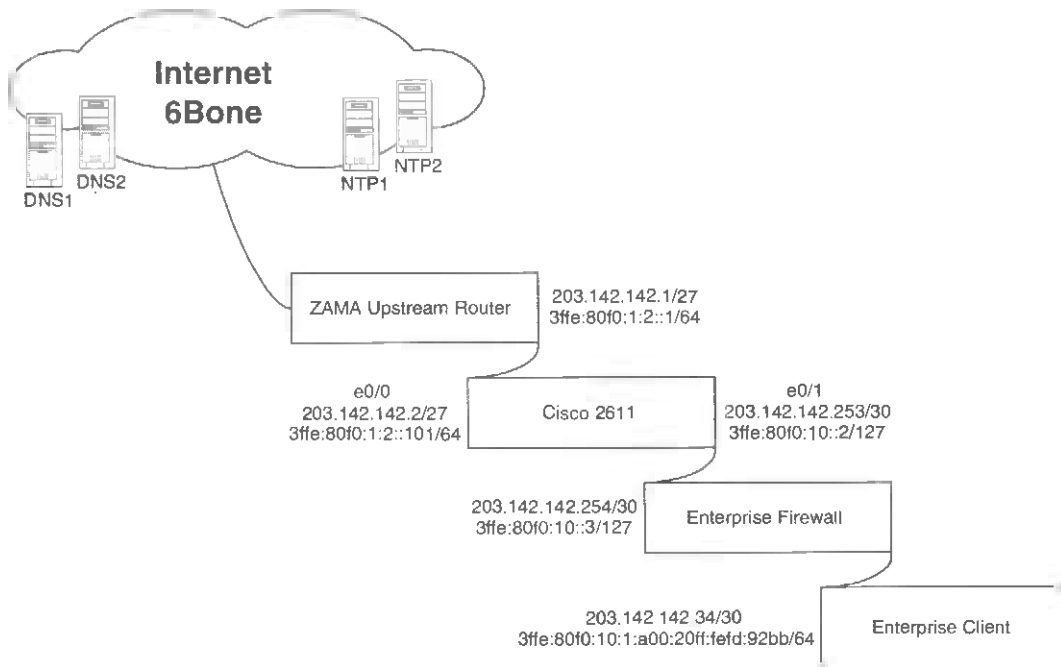 Internet
6Bone
DNS1
DNS2
NTP1
NTP2
ZAMA Upstream Router
203.142.142.1/27
3ffe:80f0:1:2::1/64
e0/0
203.142.142.2/27
3ffe:80f0:1:2::101/64
Cisco 2611
e0/1
203.142.142.253/30
3ffe:80f0:10::2/127
203.142.142.254/30
3ffe:80f0:10::3/127
Enterprise Firewall
203.142 142 34/30
3ffe:80f0:10:1:a00:20ff:fefd:92bb/64
Enterprise Client